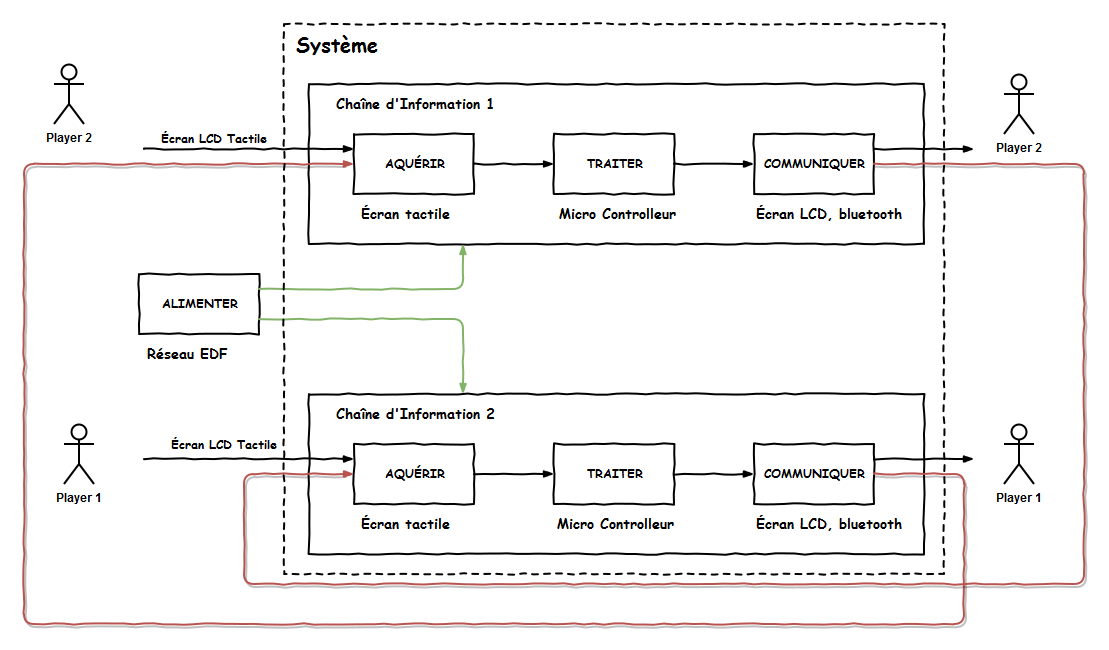 Système
Chaîne d'Information 1
Player 2
Écran LCD Tactile
AQUÉRIR
TRAITER
COMMUNIQUER
Player 2
Écran tactile
Micro Controlleur
Écran LCD, bluetooth
ALIMENTER
Réseau EDF
Chaîne d'Information 2
Écran LCD Tactile
AQUÉRIR
TRAITER
COMMUNIQUER
Player 1
Player 1
Écran tactile
Micro Controlleur
Écran LCD, bluetooth